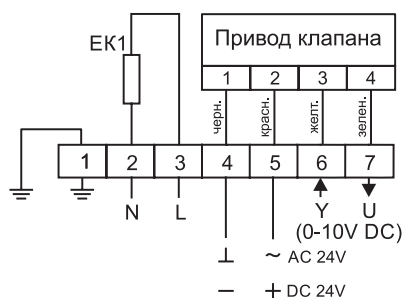 ЕК1
Привод клапана
1 2 3 4
черн. красн. желт. зелен.
1 2 3 4 5 6 7
N L Y U
(0-10V DC)
⊥ ~ AC 24V
− + DC 24V